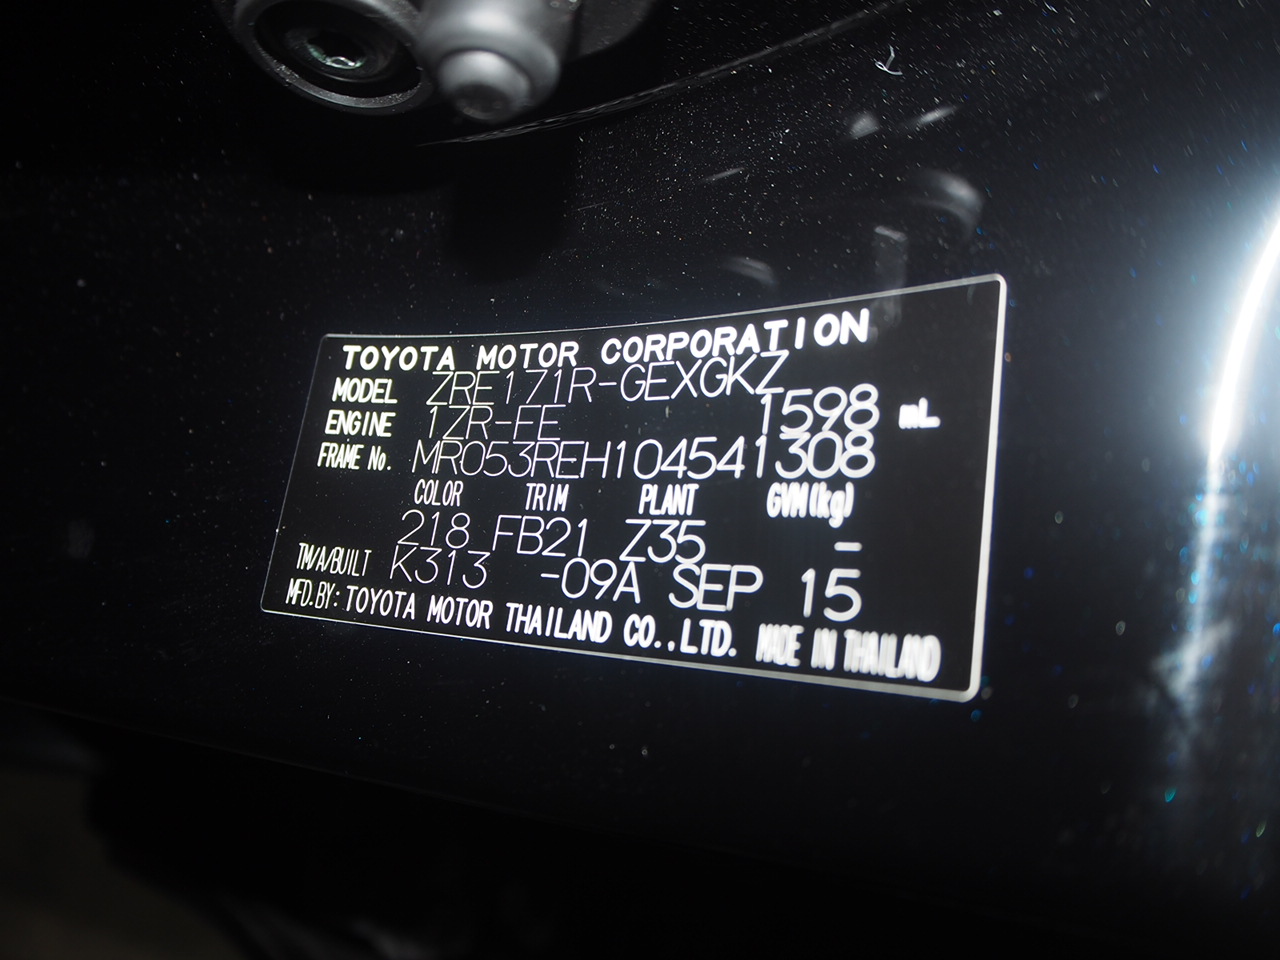 TOYOTA MOTOR CORPORATION
MODEL ZRE171R-GEXGKZ
ENGINE 1ZR-FE 1598 mL
FRAME No. MR053REH104541308
COLOR TRIM PLANT GVM(kg)
218 FB21 Z35 –
TM/A/BUILT K313 -09A SEP 15
MFD.BY: TOYOTA MOTOR THAILAND CO.,LTD. MADE IN THAILAND